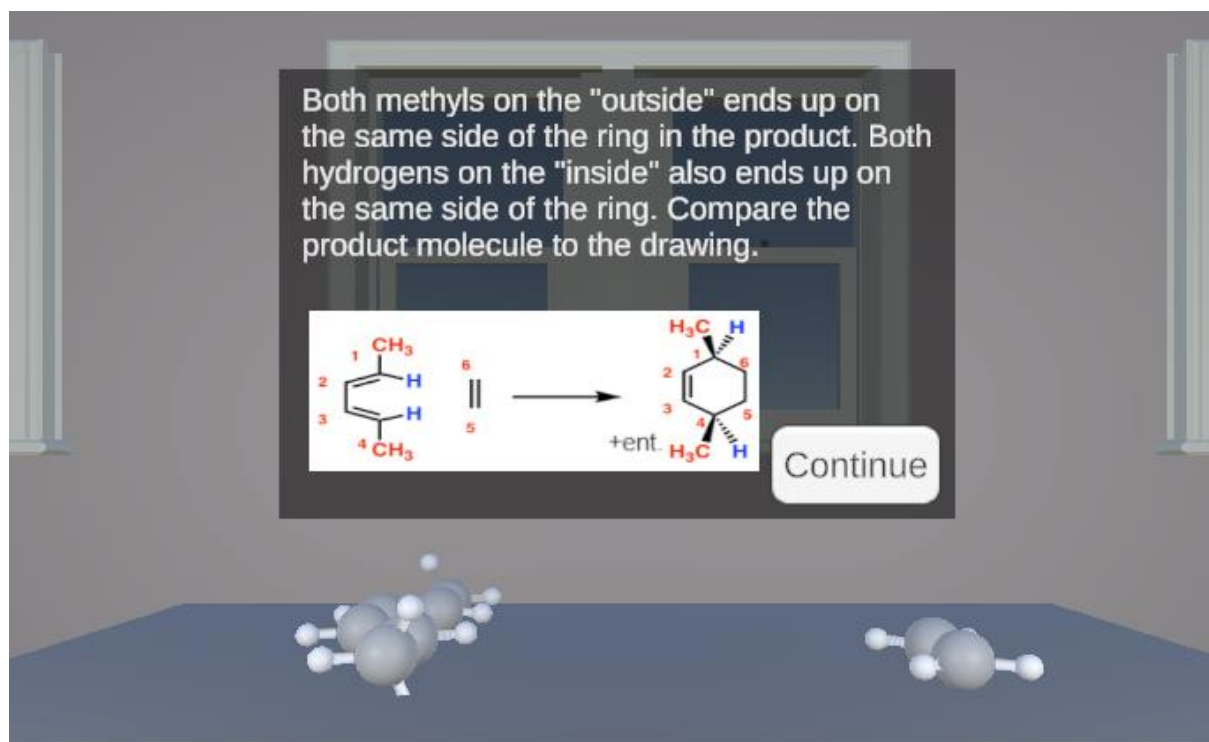 Both methyls on the "outside" ends up on
the same side of the ring in the product. Both
hydrogens on the "inside" also ends up on
the same side of the ring. Compare the
product molecule to the drawing.
1 CH₃
2 H
3 H
4 CH₃
6
5
+ent.
H₃C H
1 6
2
3 5
4
H₃C H
Continue